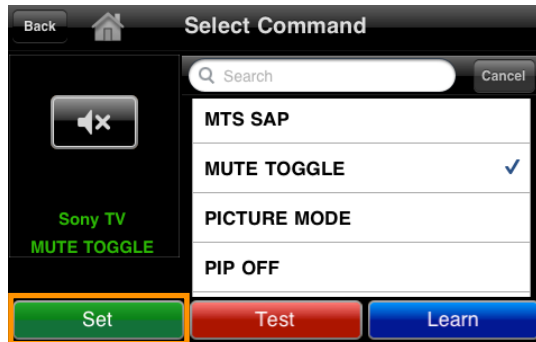 Back
Select Command
Search
Cancel
MTS SAP
MUTE TOGGLE
PICTURE MODE
PIP OFF
Sony TV
MUTE TOGGLE
Set
Test
Learn